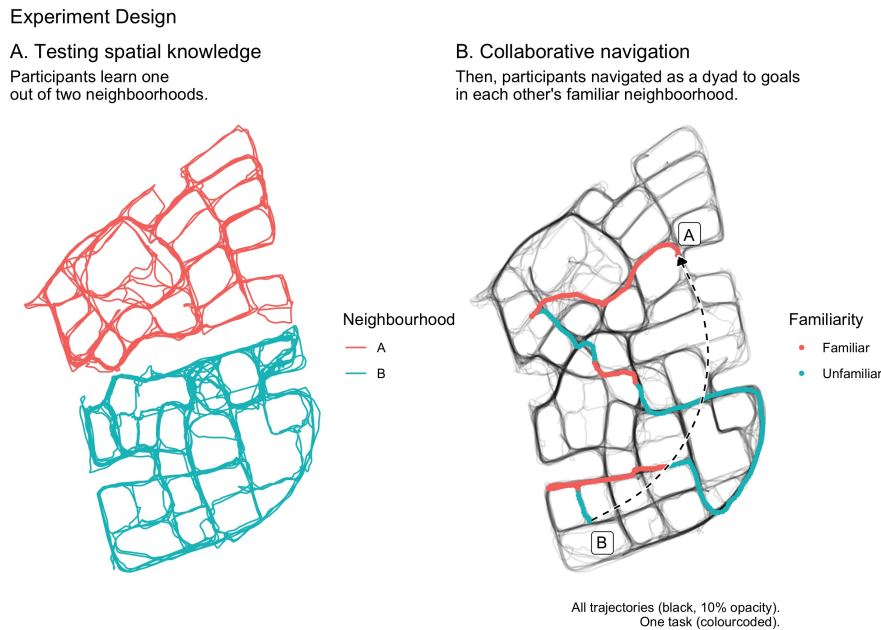 Experiment Design
A. Testing spatial knowledge
Participants learn one
out of two neighboorhoods.
B. Collaborative navigation
Then, participants navigated as a dyad to goals
in each other's familiar neighboorhood.
A
Neighbourhood
A
B
Familiarity
Familiar
Unfamiliar
B
All trajectories (black, 10% opacity).
One task (colourcoded).